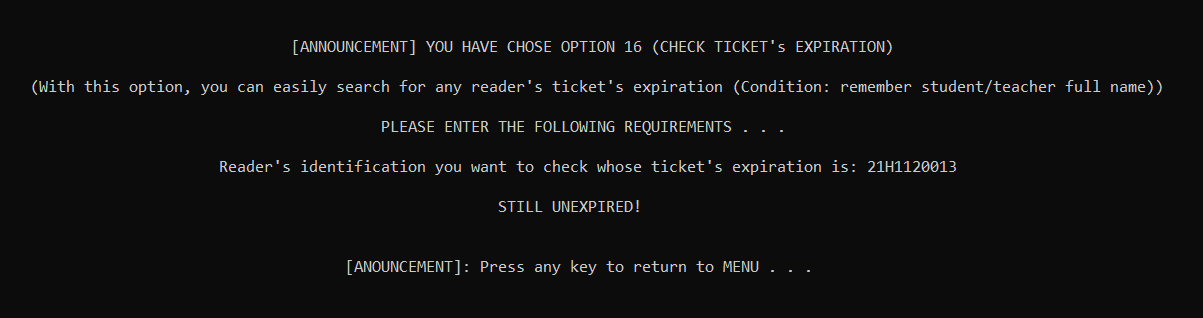 [ANNOUNCEMENT] YOU HAVE CHOSE OPTION 16 (CHECK TICKET's EXPIRATION)
(With this option, you can easily search for any reader's ticket's expiration (Condition: remember student/teacher full name))
PLEASE ENTER THE FOLLOWING REQUIREMENTS . . .
Reader's identification you want to check whose ticket's expiration is: 21H1120013
STILL UNEXPIRED!
[ANOUNCEMENT]: Press any key to return to MENU . . .